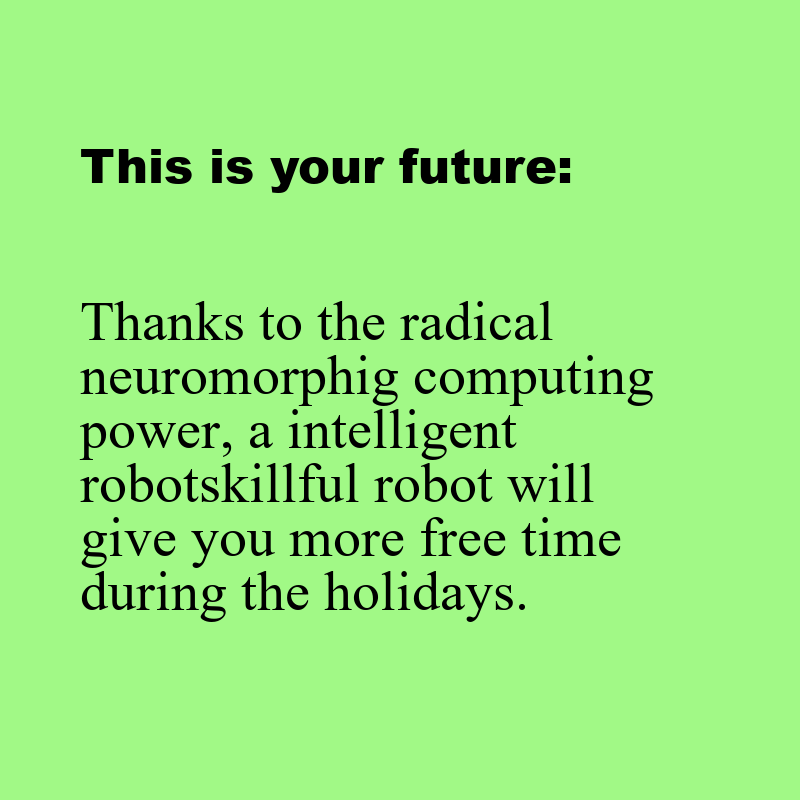 This is your future:
Thanks to the radical
neuromorphig computing
power, a intelligent
robotskillful robot will
give you more free time
during the holidays.